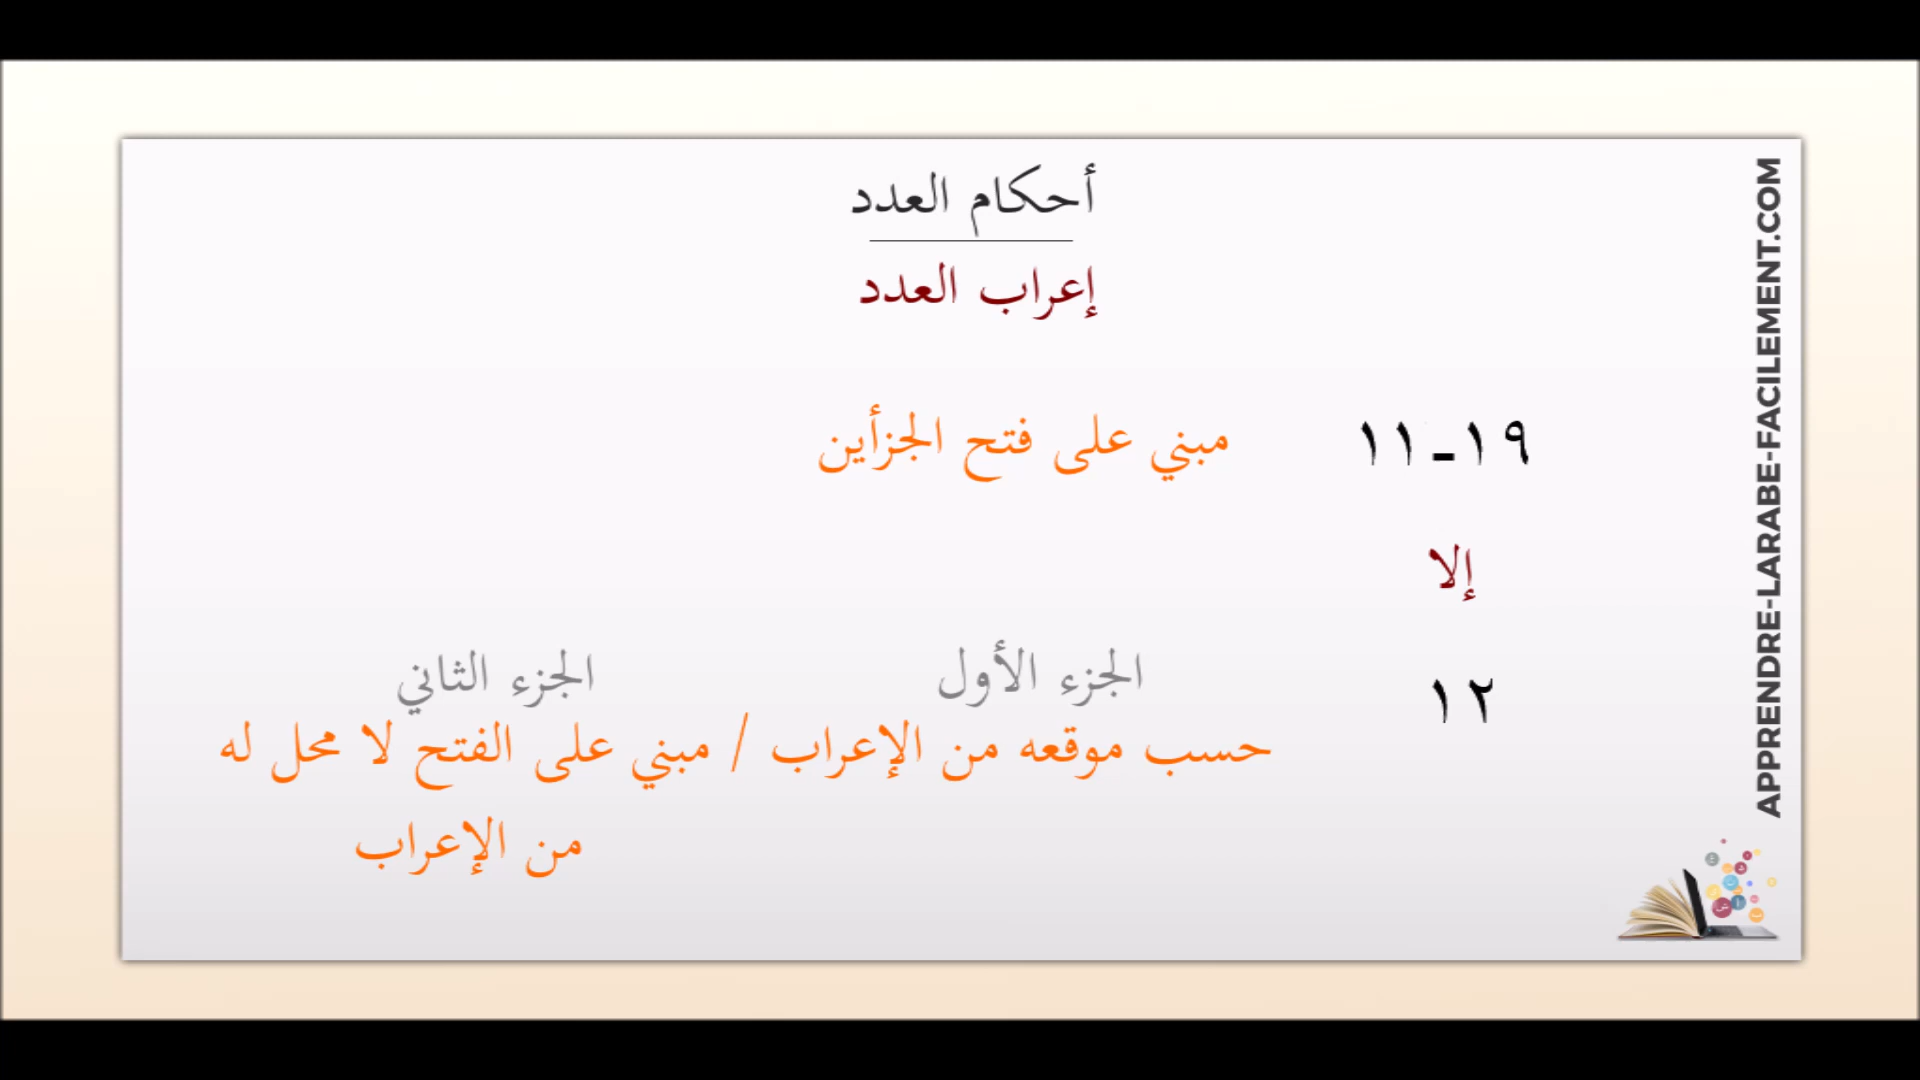 أحكام العدد
إعراب العدد
١١-١٩ مبني على فتح الجزأين
إلا
١٢
الجزء الأول الجزء الثاني
حسب موقعه من الإعراب / مبني على الفتح لا محل له
من الإعراب
APPRENDRE-LARABE-FACILEMENT.COM